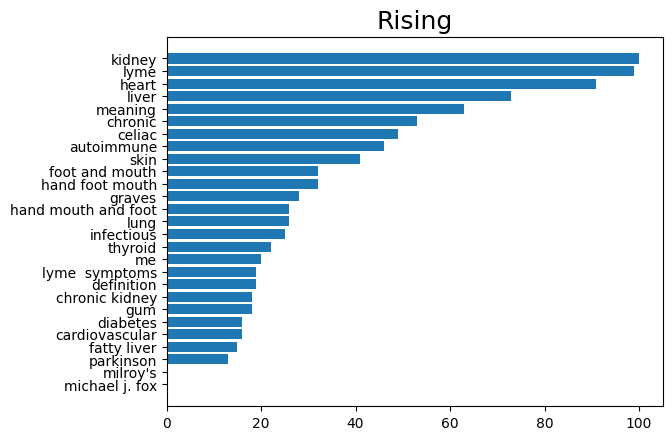 Rising
kidney
lyme
heart
liver
meaning
chronic
celiac
autoimmune
skin
foot and mouth
hand foot mouth
graves
hand mouth and foot
lung
infectious
thyroid
me
lyme  symptoms
definition
chronic kidney
gum
diabetes
cardiovascular
fatty liver
parkinson
milroy's
michael j. fox
0 20 40 60 80 100